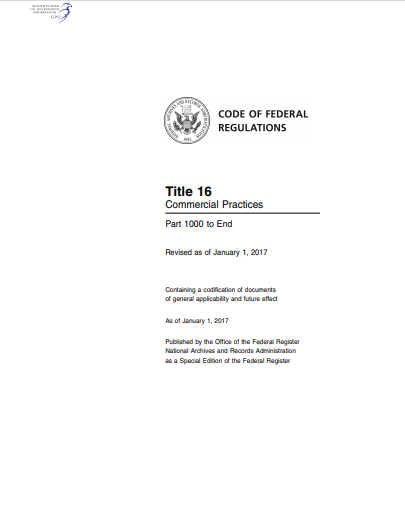 AUTHENTICATED
U.S. GOVERNMENT
INFORMATION
GPO
CODE OF FEDERAL
REGULATIONS
Title 16
Commercial Practices
Part 1000 to End
Revised as of January 1, 2017
Containing a codification of documents
of general applicability and future effect
As of January 1, 2017
Published by the Office of the Federal Register
National Archives and Records Administration
as a Special Edition of the Federal Register